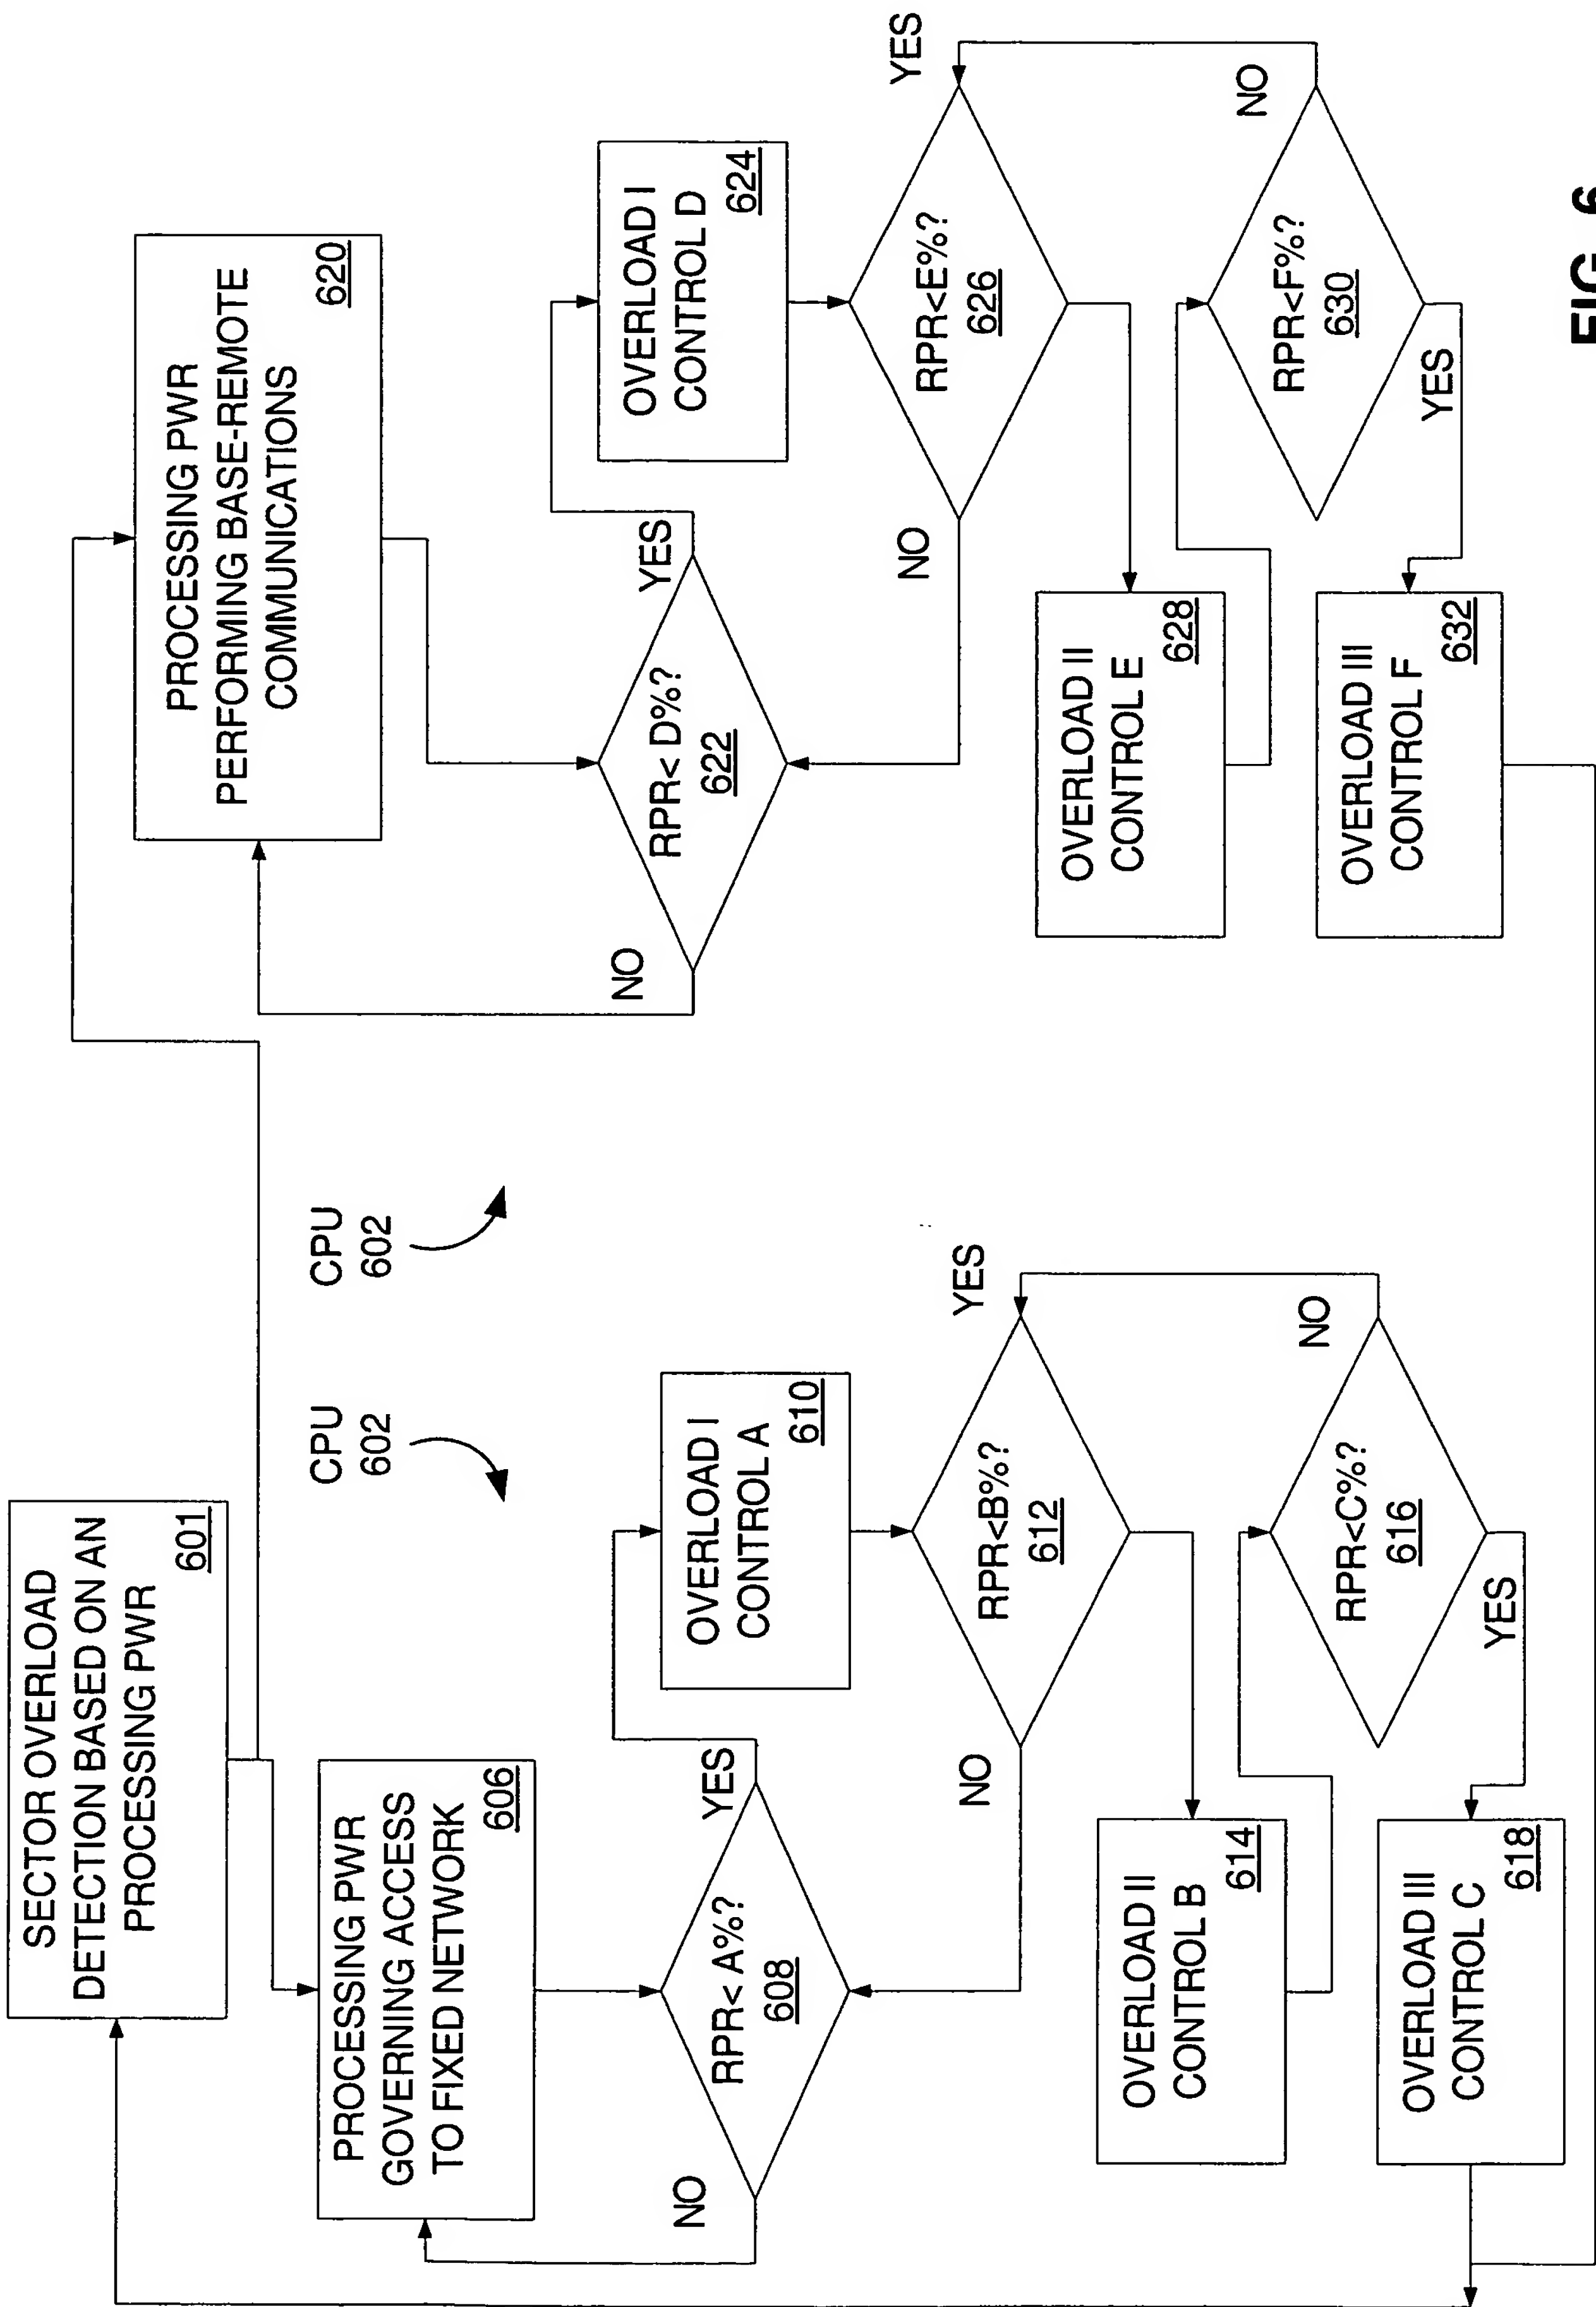 SECTOR OVERLOAD
DETECTION BASED ON AN
PROCESSING PWR
601
PROCESSING PWR
GOVERNING ACCESS
TO FIXED NETWORK
606
CPU
602
CPU
602
RPR< A%?
608
NO
YES
OVERLOAD I
CONTROL A
610
RPR<B%?
612
NO
YES
OVERLOAD II
CONTROL B
614
RPR<C%?
616
NO
YES
OVERLOAD III
CONTROL C
618
PROCESSING PWR
PERFORMING BASE-REMOTE
COMMUNICATIONS
620
RPR< D%?
622
NO
YES
OVERLOAD I
CONTROL D
624
RPR<E%?
626
NO
YES
OVERLOAD II
CONTROL E
628
RPR<F%?
630
NO
YES
OVERLOAD III
CONTROL F
632
FIG. 6